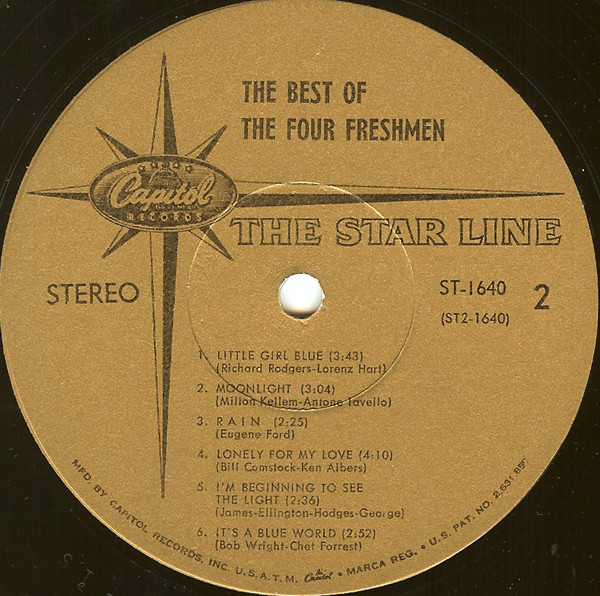 THE BEST OF
THE FOUR FRESHMEN
Capitol
RECORDS
THE STAR LINE
STEREO
ST-1640 2
(ST2-1640)
1. LITTLE GIRL BLUE (3:43)
(Richard Rodgers-Lorenz Hart)
2. MOONLIGHT (3:04)
(Milton Kellem-Antone Iavello)
3. RAIN (2:25)
(Eugene Ford)
4. LONELY FOR MY LOVE (4:10)
(Bill Comstock-Ken Albers)
5. I'M BEGINNING TO SEE
THE LIGHT (2:36)
(James-Ellington-Hodges-George)
6. IT'S A BLUE WORLD (2:52)
(Bob Wright-Chet Forrest)
MFD. BY CAPITOL RECORDS, INC. U.S.A. T.M. Capitol • MARCA REG. • U.S. PAT. NO. 2,631,859